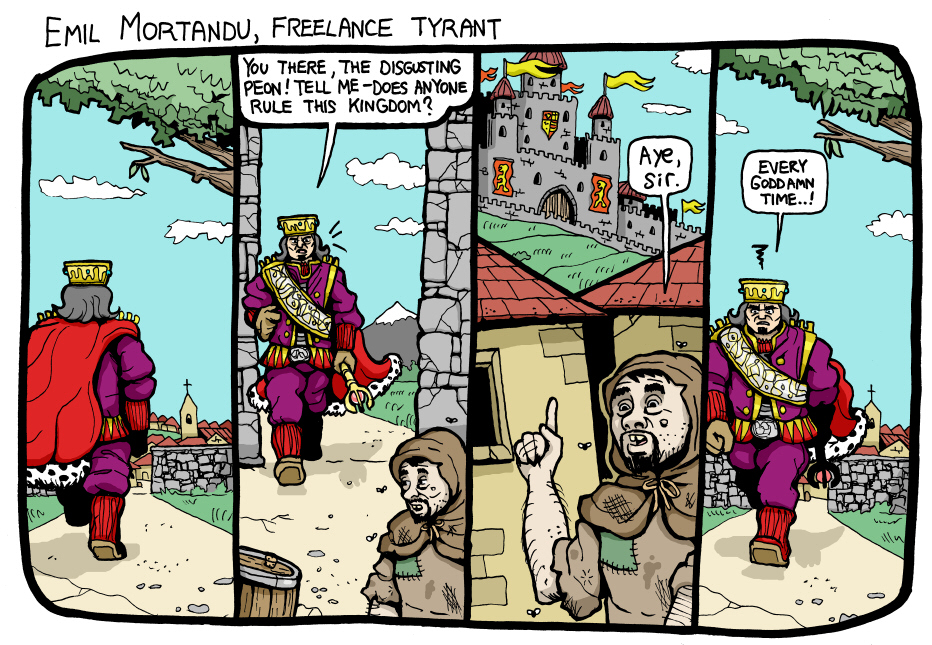 EMIL MORTANDU, FREELANCE TYRANT
YOU THERE, THE DISGUSTING
PEON! TELL ME-DOES ANYONE
RULE THIS KINGDOM?
AYE,
SIR.
EVERY
GODDAMN
TIME..!